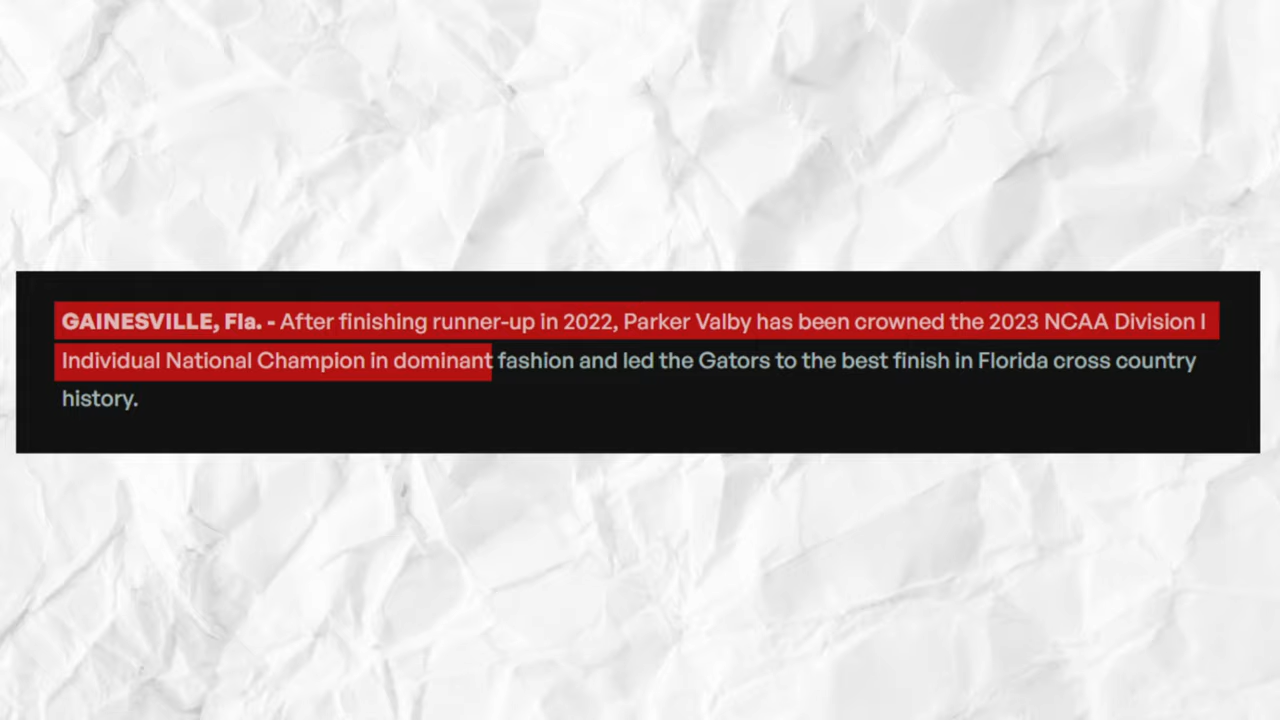 GAINESVILLE, Fla. - After finishing runner-up in 2022, Parker Valby has been crowned the 2023 NCAA Division I
Individual National Champion in dominant fashion and led the Gators to the best finish in Florida cross country
history.